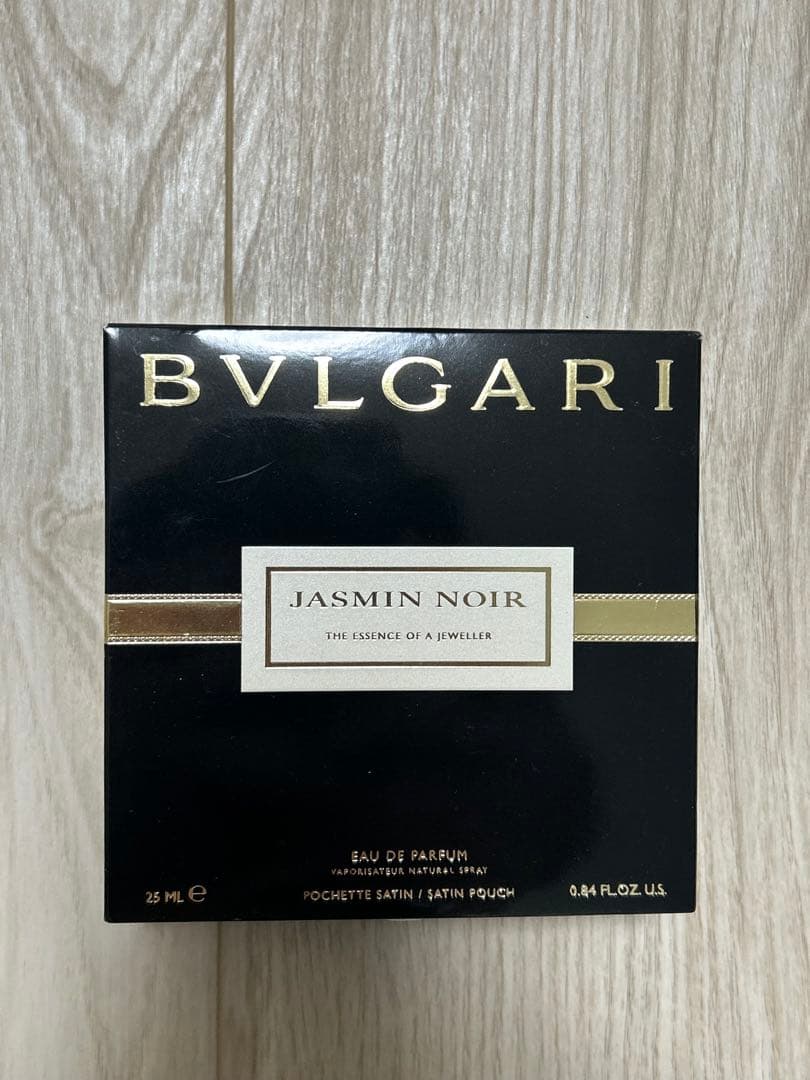 BVLGARI
JASMIN NOIR
THE ESSENCE OF A JEWELLER
EAU DE PARFUM
VAPORISATEUR NATURAL SPRAY
25 ML ℮
POCHETTE SATIN / SATIN POUCH
0.84 FL.OZ. U.S.